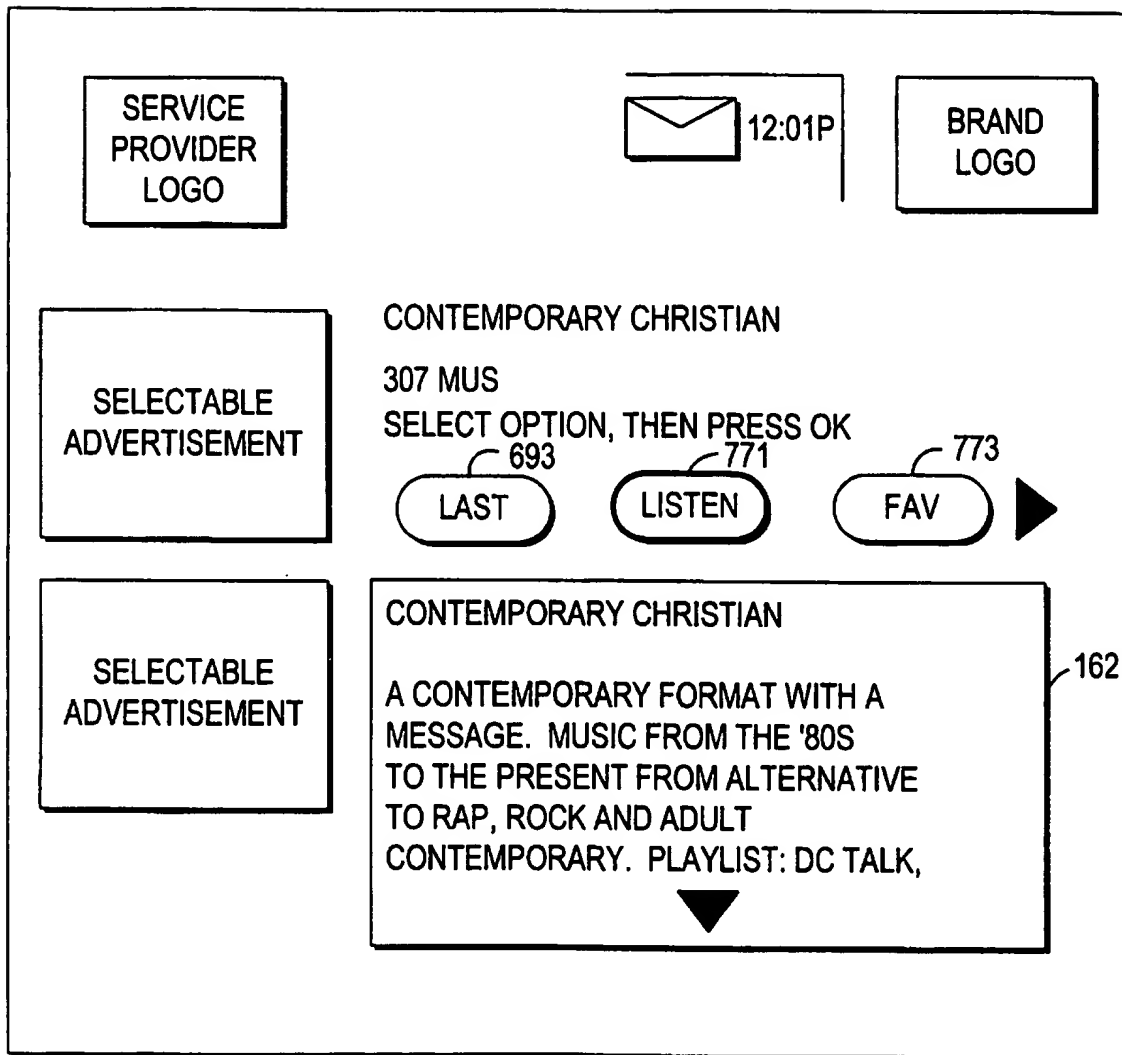 SERVICE
PROVIDER
LOGO
12:01P
BRAND
LOGO
SELECTABLE
ADVERTISEMENT
CONTEMPORARY CHRISTIAN
307 MUS
SELECT OPTION, THEN PRESS OK
693
771
773
LAST
LISTEN
FAV
SELECTABLE
ADVERTISEMENT
CONTEMPORARY CHRISTIAN
162
A CONTEMPORARY FORMAT WITH A
MESSAGE. MUSIC FROM THE '80S
TO THE PRESENT FROM ALTERNATIVE
TO RAP, ROCK AND ADULT
CONTEMPORARY. PLAYLIST: DC TALK,